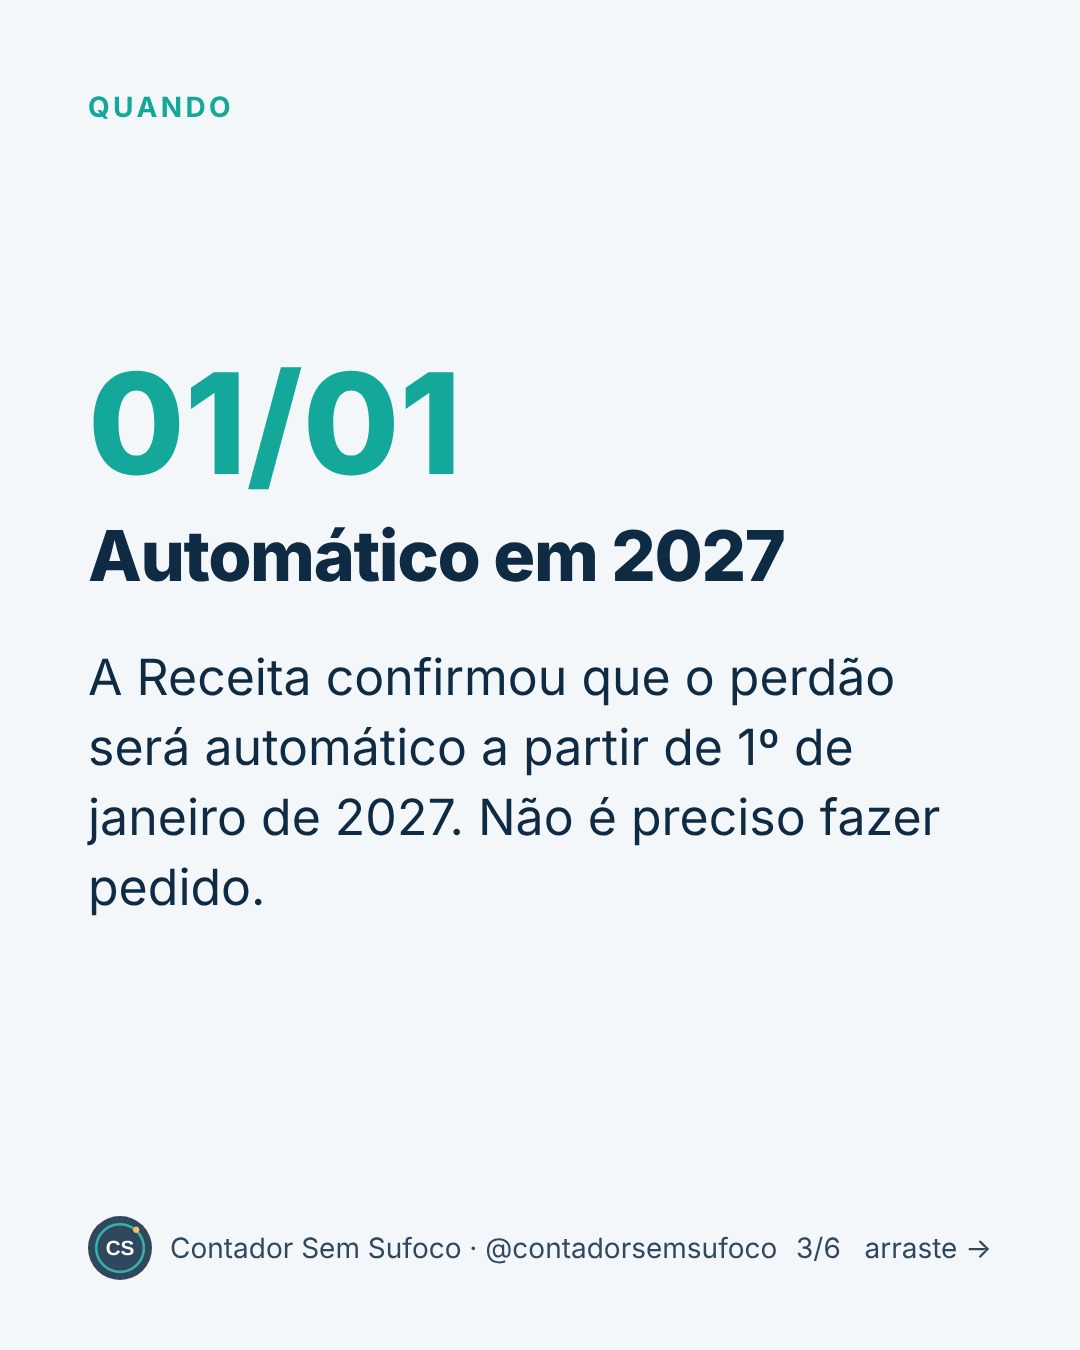 QUANDO
01/01
Automático em 2027
A Receita confirmou que o perdão
será automático a partir de 1º de
janeiro de 2027. Não é preciso fazer
pedido.
CS Contador Sem Sufoco · @contadorsemsufoco 3/6 arraste →